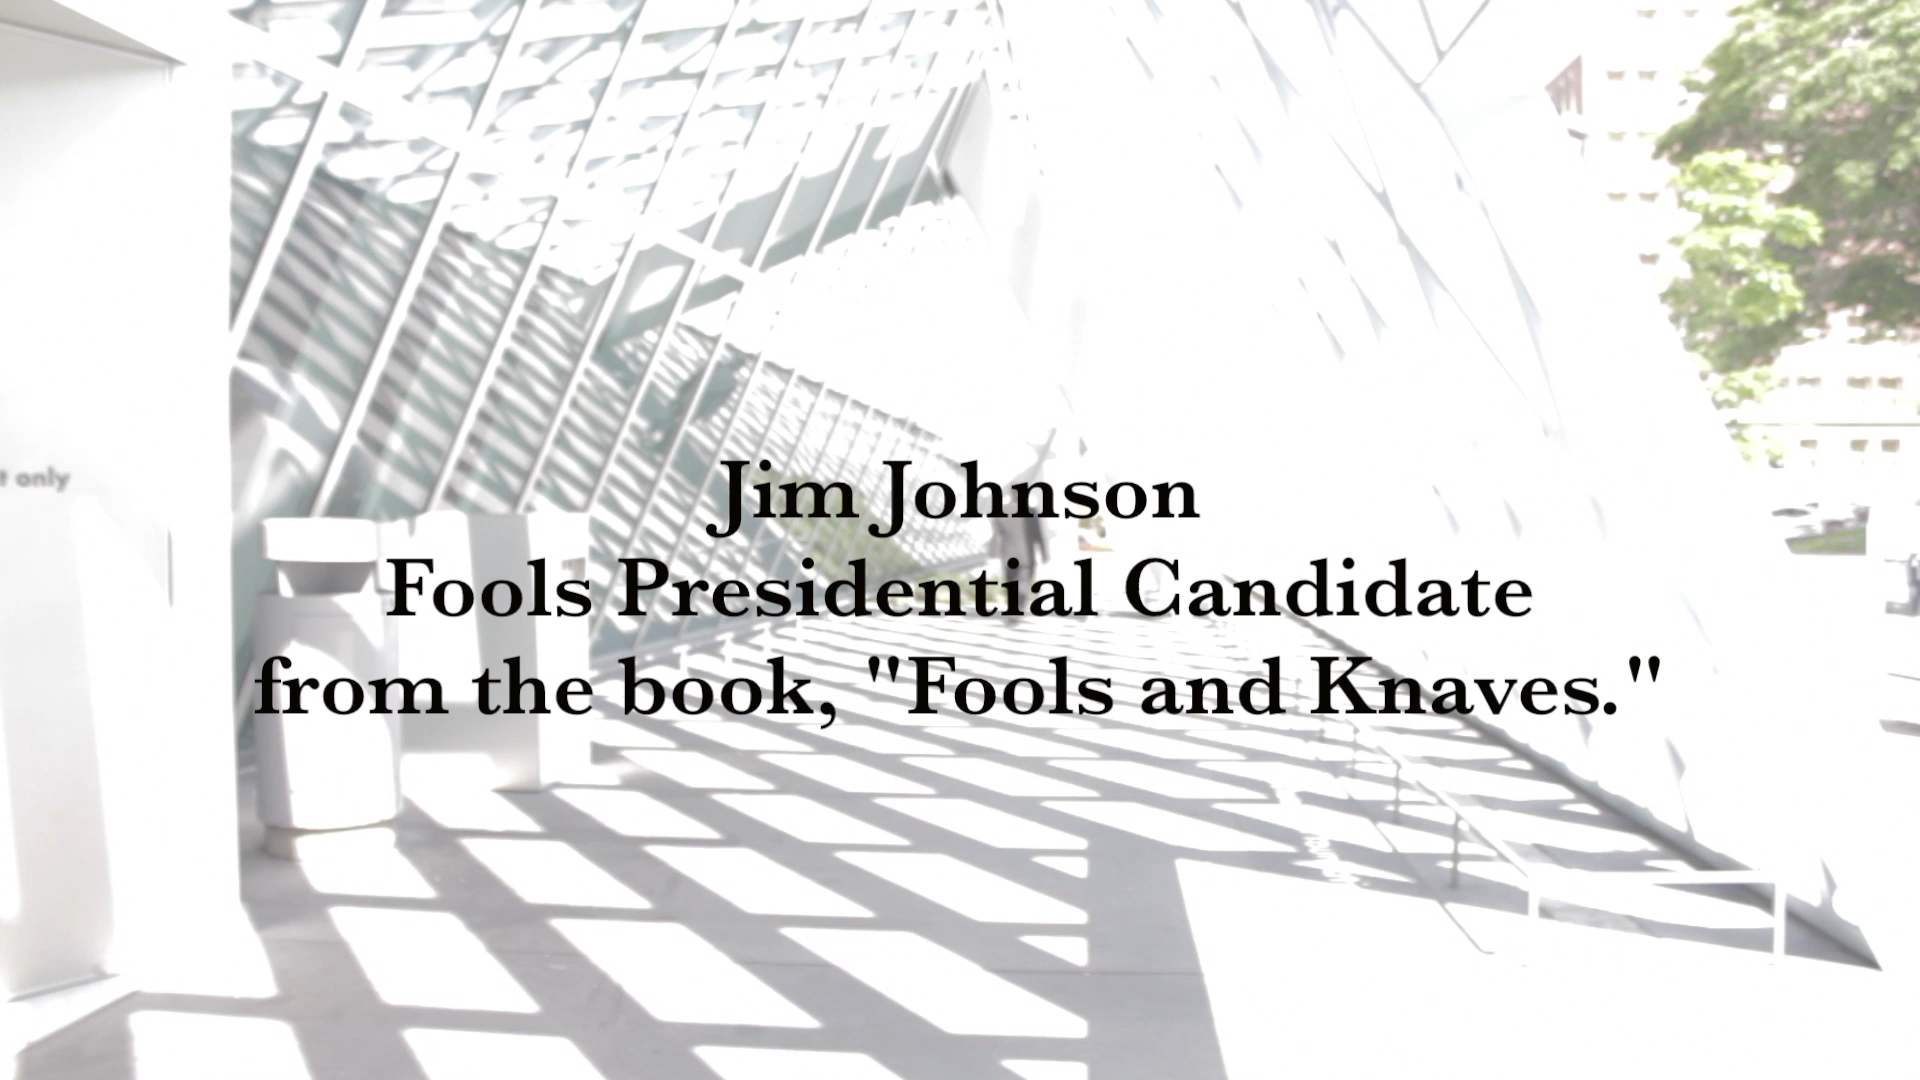 t only
Jim Johnson
Fools Presidential Candidate
from the book, "Fools and Knaves."